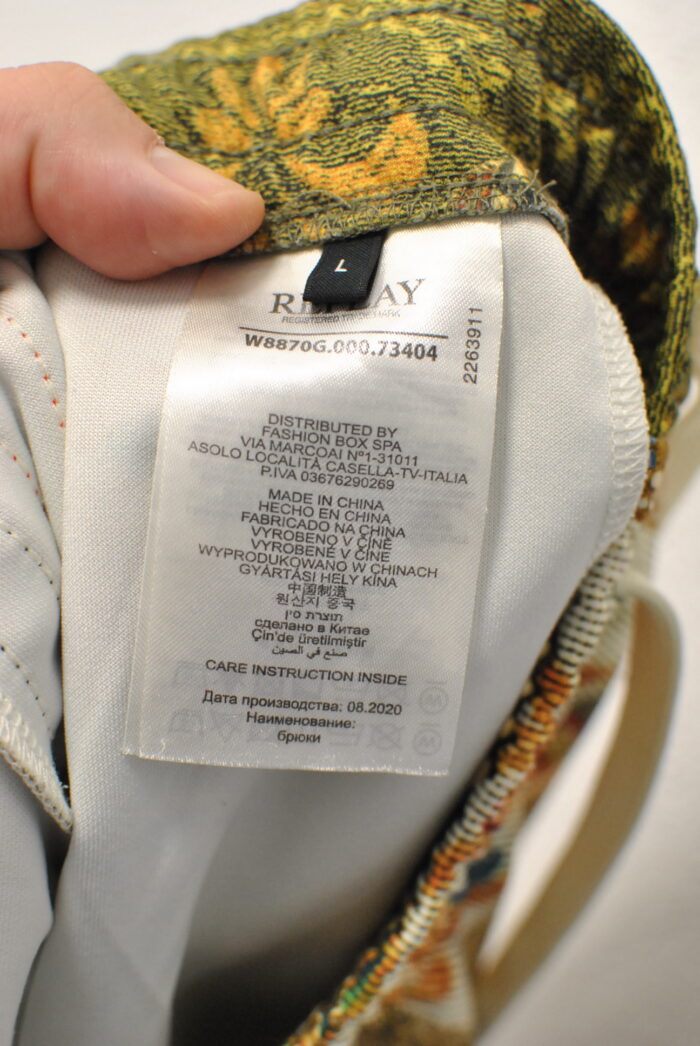 L
REPLAY
REGISTERED TRADE MARK
W8870G.000.73404
2263911
DISTRIBUTED BY
FASHION BOX SPA
VIA MARCOAI Nº1-31011
ASOLO LOCALITÀ CASELLA-TV-ITALIA
P.IVA 03676290269
MADE IN CHINA
HECHO EN CHINA
FABRICADO NA CHINA
VYROBENO V ČINĚ
VYROBENÉ V ČÍNE
WYPRODUKOWANO W CHINACH
GYÁRTÁSI HELY KÍNA
中国制造
원산지 중국
תוצרת סין
сделано в Китае
Çin'de üretilmiştir
صنع في الصين
CARE INSTRUCTION INSIDE
Дата производства: 08.2020
Наименование:
брюки